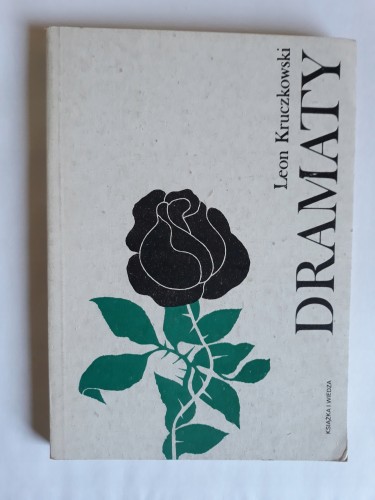 Leon Kruczkowski
DRAMATY
KSIĄŻKA I WIEDZA